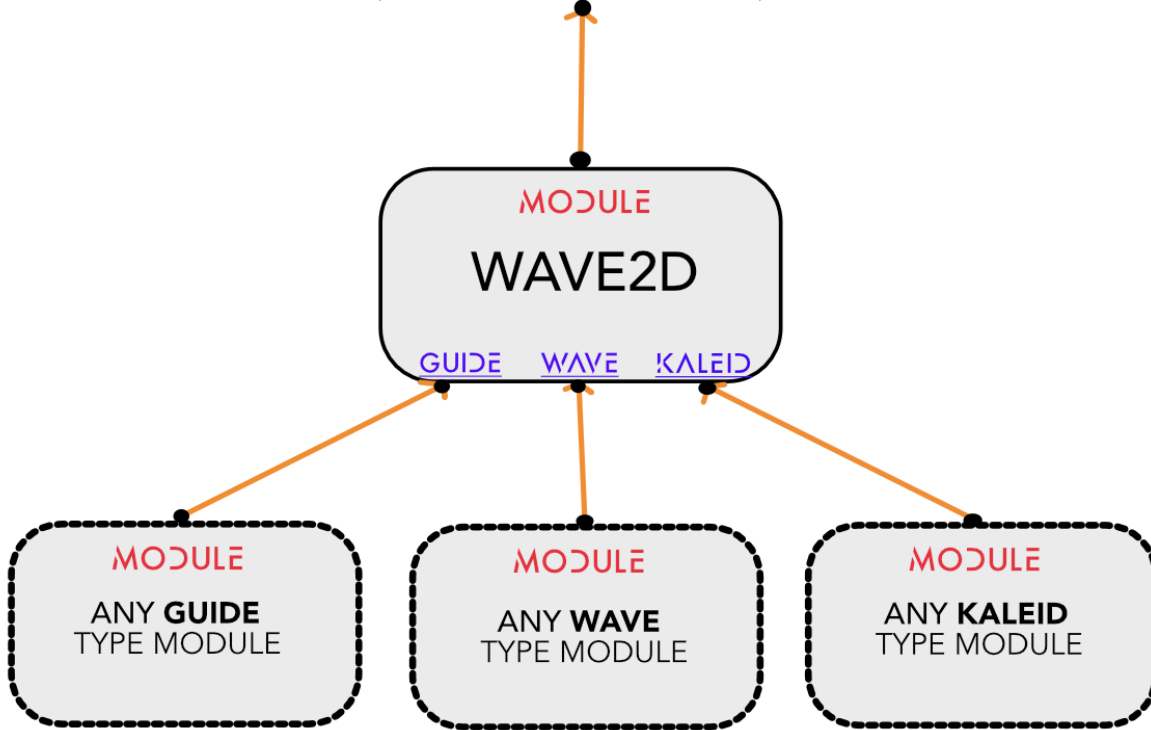 MODULE
WAVE2D
GUIDE WAVE KALEID
MODULE
ANY GUIDE
TYPE MODULE
MODULE
ANY WAVE
TYPE MODULE
MODULE
ANY KALEID
TYPE MODULE